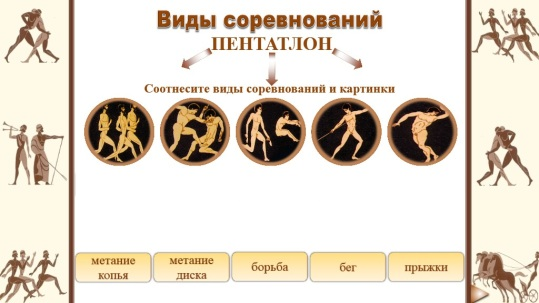 Виды соревнований
ПЕНТАТЛОН
Соотнесите виды соревнований и картинки
метание
копья
метание
диска
борьба
бег
прыжки